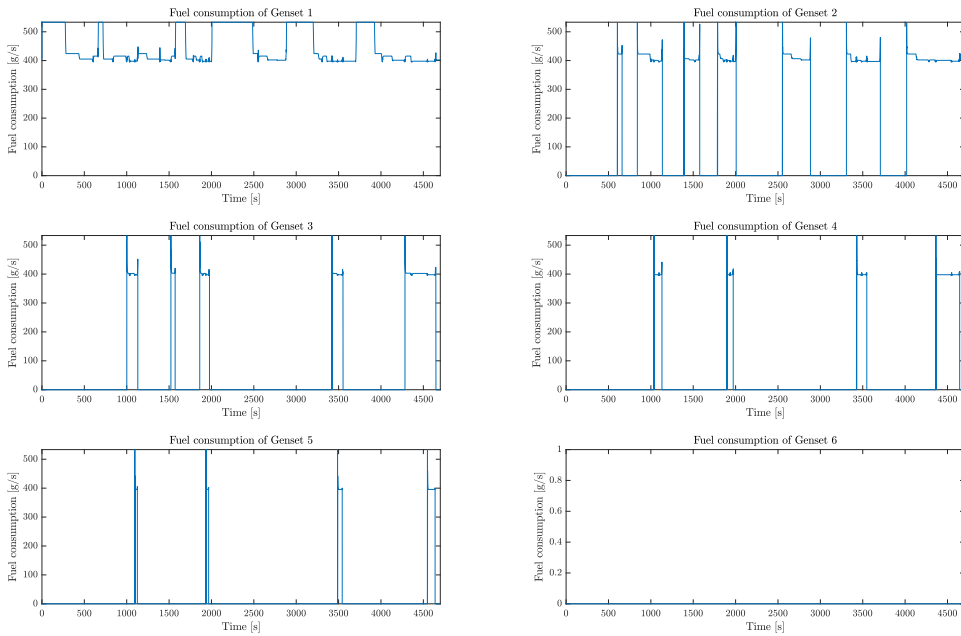 Fuel consumption of Genset 1
Fuel consumption [g/s]
500
400
300
200
100
0
0 500 1000 1500 2000 2500 3000 3500 4000 4500
Time [s]
Fuel consumption of Genset 2
Fuel consumption [g/s]
500
400
300
200
100
0
0 500 1000 1500 2000 2500 3000 3500 4000 4500
Time [s]
Fuel consumption of Genset 3
Fuel consumption [g/s]
500
400
300
200
100
0
0 500 1000 1500 2000 2500 3000 3500 4000 4500
Time [s]
Fuel consumption of Genset 4
Fuel consumption [g/s]
500
400
300
200
100
0
0 500 1000 1500 2000 2500 3000 3500 4000 4500
Time [s]
Fuel consumption of Genset 5
Fuel consumption [g/s]
500
400
300
200
100
0
0 500 1000 1500 2000 2500 3000 3500 4000 4500
Time [s]
Fuel consumption of Genset 6
Fuel consumption [g/s]
1
0.8
0.6
0.4
0.2
0
0 500 1000 1500 2000 2500 3000 3500 4000 4500
Time [s]